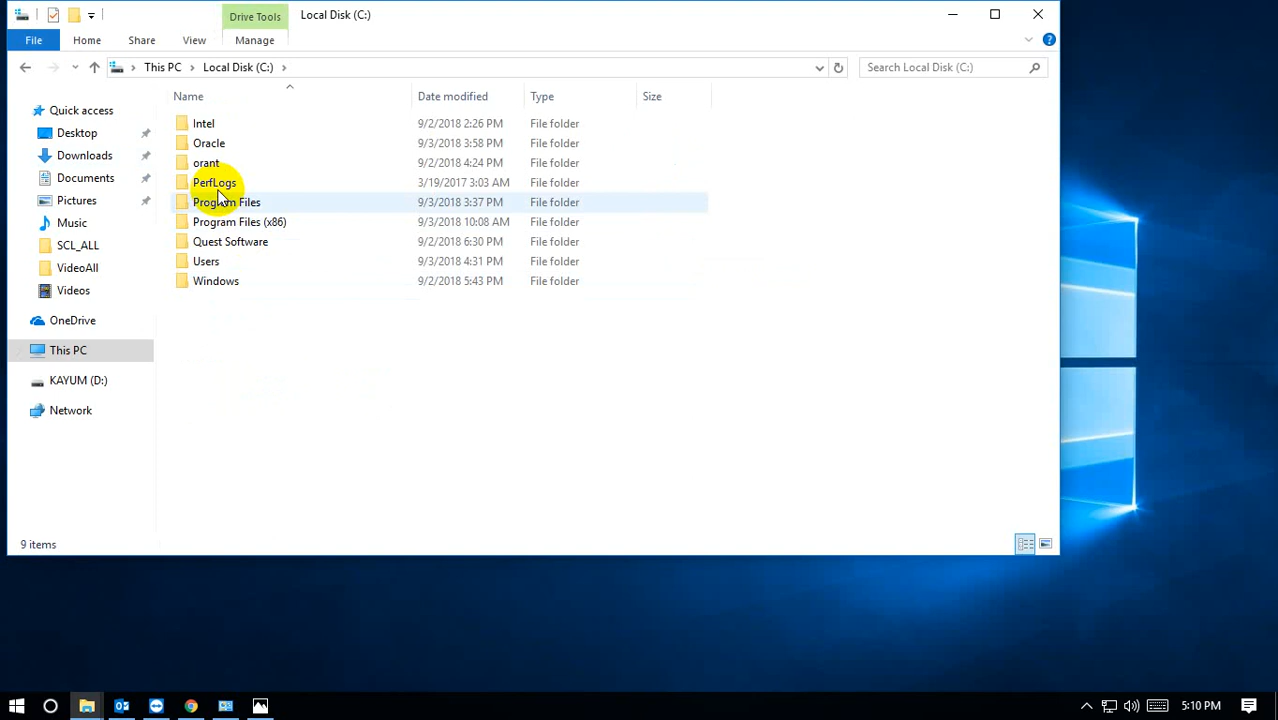 Drive Tools Local Disk (C:)
File Home Share View Manage
This PC Local Disk (C:) Search Local Disk (C:)
Name Date modified Type Size
Quick access
Desktop
Downloads
Documents
Pictures
Music
SCL_ALL
VideoAll
Videos
OneDrive
This PC
KAYUM (D:)
Network
Intel 9/2/2018 2:26 PM File folder
Oracle 9/3/2018 3:58 PM File folder
orant 9/2/2018 4:24 PM File folder
PerfLogs 3/19/2017 3:03 AM File folder
Program Files 9/3/2018 3:37 PM File folder
Program Files (x86) 9/3/2018 10:08 AM File folder
Quest Software 9/2/2018 6:30 PM File folder
Users 9/3/2018 4:31 PM File folder
Windows 9/2/2018 5:43 PM File folder
9 items
5:10 PM